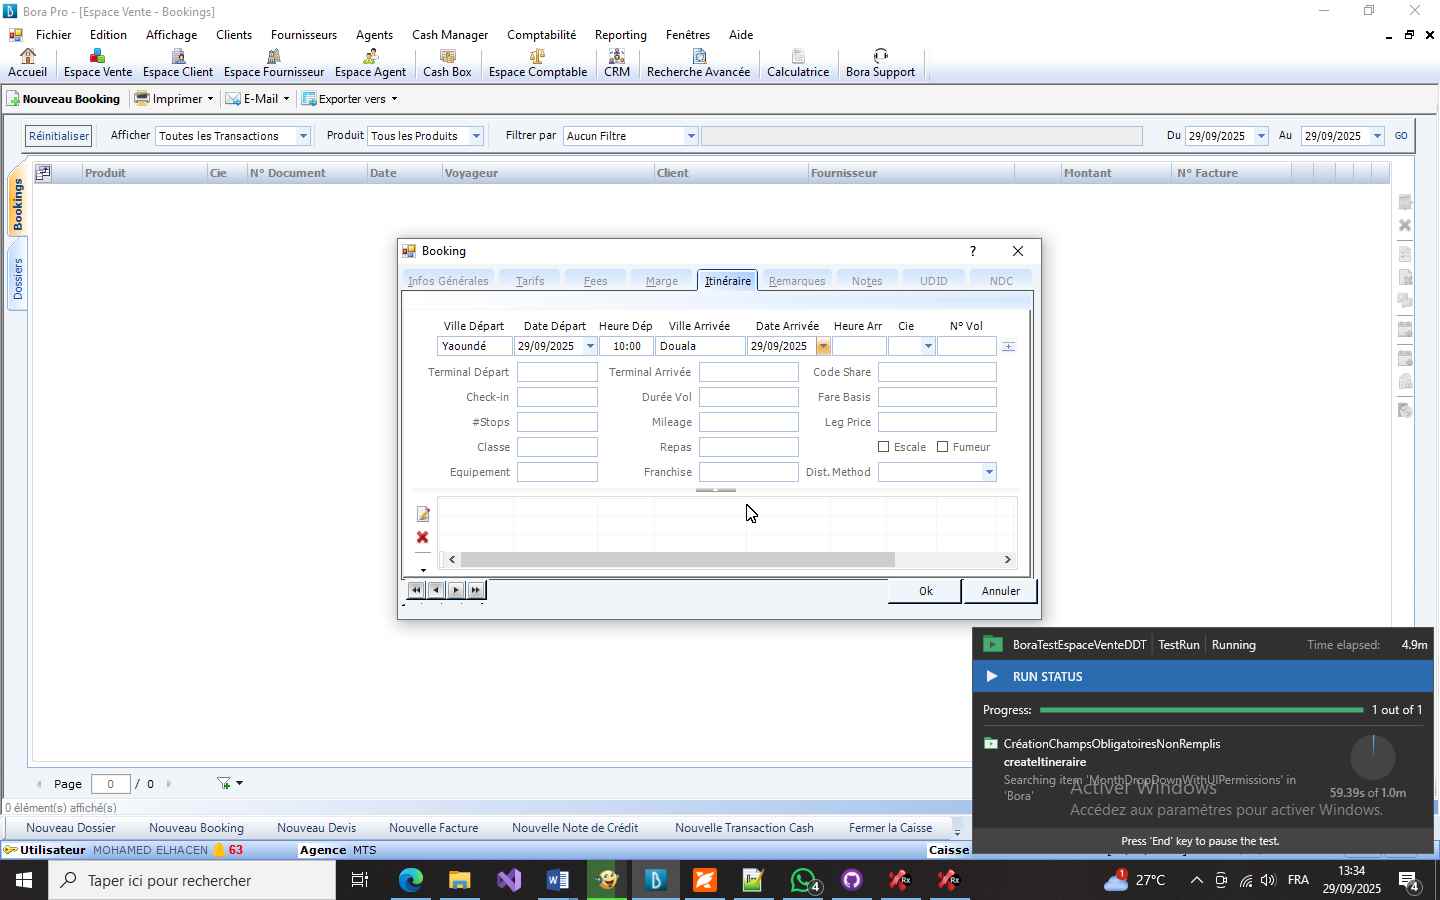 Bora Pro - [Espace Vente - Bookings]
Fichier Edition Affichage Clients Fournisseurs Agents Cash Manager Comptabilité Reporting Fenêtres Aide
Accueil Espace Vente Espace Client Espace Fournisseur Espace Agent Cash Box Espace Comptable CRM Recherche Avancée Calculatrice Bora Support
Nouveau Booking Imprimer E-Mail Exporter vers
Réinitialiser Afficher Toutes les Transactions Produit Tous les Produits Filtrer par Aucun Filtre Du 29/09/2025 Au 29/09/2025 GO
Produit Cie N° Document Date Voyageur Client Fournisseur Montant N° Facture
Bookings
Dossiers
Booking ?
Infos Générales Tarifs Fees Marge Itinéraire Remarques Notes UDID NDC
Ville Départ Date Départ Heure Dép Ville Arrivée Date Arrivée Heure Arr Cie N° Vol
Yaoundé 29/09/2025 10:00 Douala 29/09/2025
Terminal Départ Terminal Arrivée Code Share
Check-in Durée Vol Fare Basis
#Stops Mileage Leg Price
Classe Repas Escale Fumeur
Equipement Franchise Dist. Method
Ok Annuler
BoraTestEspaceVenteDDT TestRun Running Time elapsed: 4.9m
RUN STATUS
Progress: 1 out of 1
CréationChampsObligatoiresNonRemplis
createItineraire
Searching item 'MonthDropDownWithUIPermissions' in
'Bora'
59.39s of 1.0m
Activer Windows
Accédez aux paramètres pour activer Windows.
Press 'End' key to pause the test.
Page 0 / 0
0 élément(s) affiché(s)
Nouveau Dossier Nouveau Booking Nouveau Devis Nouvelle Facture Nouvelle Note de Crédit Nouvelle Transaction Cash Fermer la Caisse
Utilisateur MOHAMED ELHACEN 63 Agence MTS Caisse
Taper ici pour rechercher
4
1 27°C FRA 13:34
29/09/2025
4